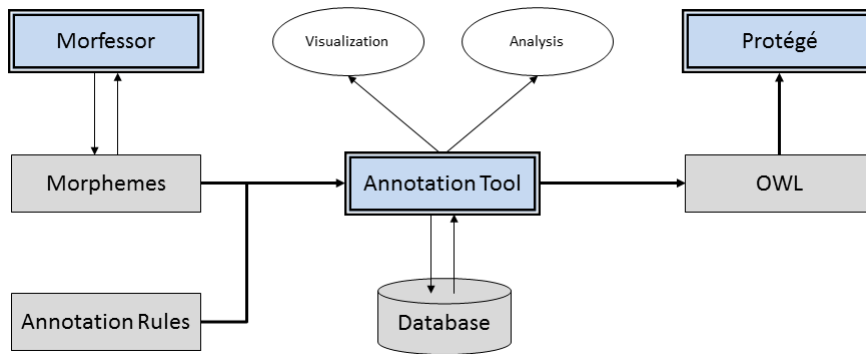 Morfessor
Visualization
Analysis
Protégé
Morphemes
Annotation Tool
OWL
Annotation Rules
Database